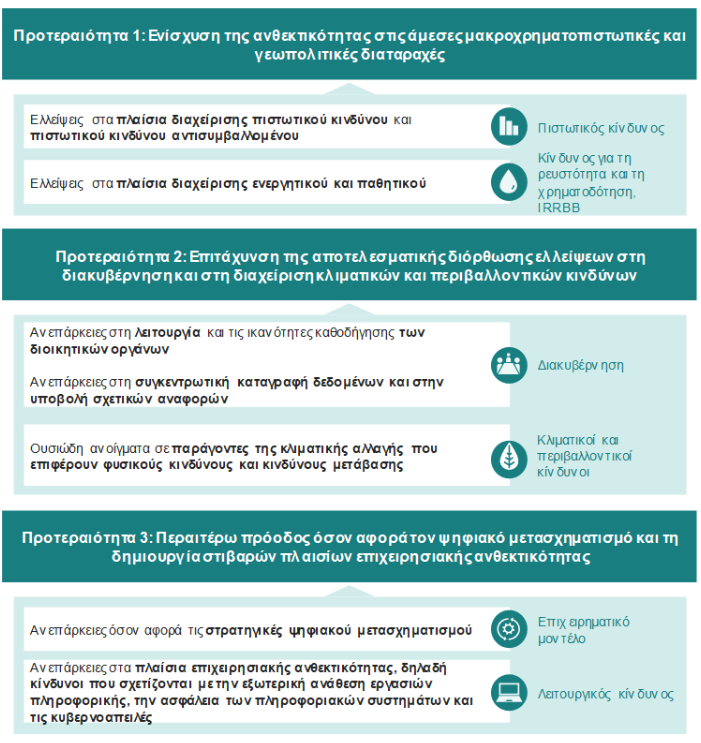 Προτεραιότητα 1: Ενίσχυση της ανθεκτικότητας στις άμεσες μακροχρηματοπιστωτικές και
γεωπολιτικές διαταραχές
Ελλείψεις στα πλαίσια διαχείρισης πιστωτικού κινδύνου και
πιστωτικού κινδύνου αντισυμβαλλομένου
Πιστωτικός κίνδυνος
Ελλείψεις στα πλαίσια διαχείρισης ενεργητικού και παθητικού
Κίνδυνος για τη
ρευστότητα και τη
χρηματοδότηση,
IRRBB
Προτεραιότητα 2: Επιτάχυνση της αποτελεσματικής διόρθωσης ελλείψεων στη
διακυβέρνηση και στη διαχείριση κλιματικών και περιβαλλοντικών κινδύνων
Ανεπάρκειες στη λειτουργία και τις ικανότητες καθοδήγησης των
διοικητικών οργάνων
Ανεπάρκειες στη συγκεντρωτική καταγραφή δεδομένων και στην
υποβολή σχετικών αναφορών
Διακυβέρνηση
Ουσιώδη ανοίγματα σε παράγοντες της κλιματικής αλλαγής που
επιφέρουν φυσικούς κινδύνους και κινδύνους μετάβασης
Κλιματικοί και
περιβαλλοντικοί
κίνδυνοι
Προτεραιότητα 3: Περαιτέρω πρόοδος όσον αφορά τον ψηφιακό μετασχηματισμό και τη
δημιουργία στιβαρών πλαισίων επιχειρησιακής ανθεκτικότητας
Ανεπάρκειες όσον αφορά τις στρατηγικές ψηφιακού μετασχηματισμού
Επιχειρηματικό
μοντέλο
Ανεπάρκειες στα πλαίσια επιχειρησιακής ανθεκτικότητας, δηλαδή
κίνδυνοι που σχετίζονται με την εξωτερική ανάθεση εργασιών
πληροφορικής, την ασφάλεια των πληροφοριακών συστημάτων και
τις κυβερνοαπειλές
Λειτουργικός κίνδυνος